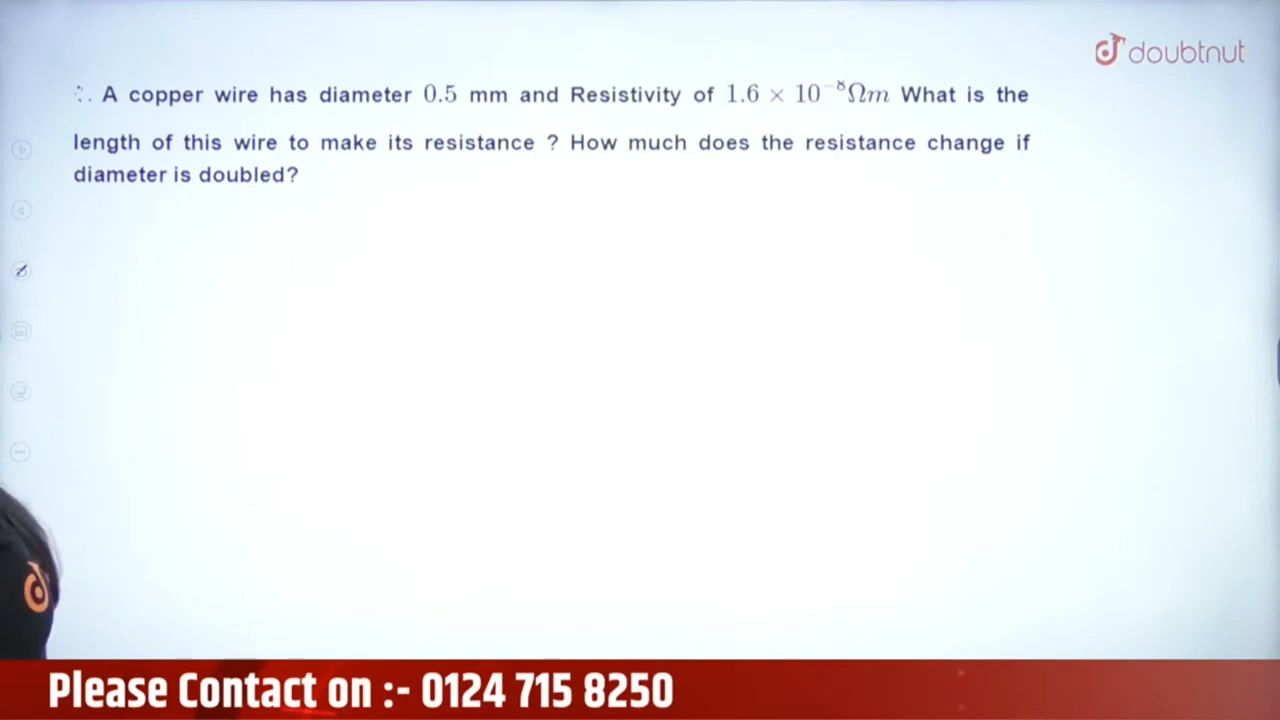 doubtnut
∴. A copper wire has diameter 0.5 mm and Resistivity of 1.6 × 10⁻⁸Ωm What is the
length of this wire to make its resistance ? How much does the resistance change if
diameter is doubled?
Please Contact on :- 0124 715 8250